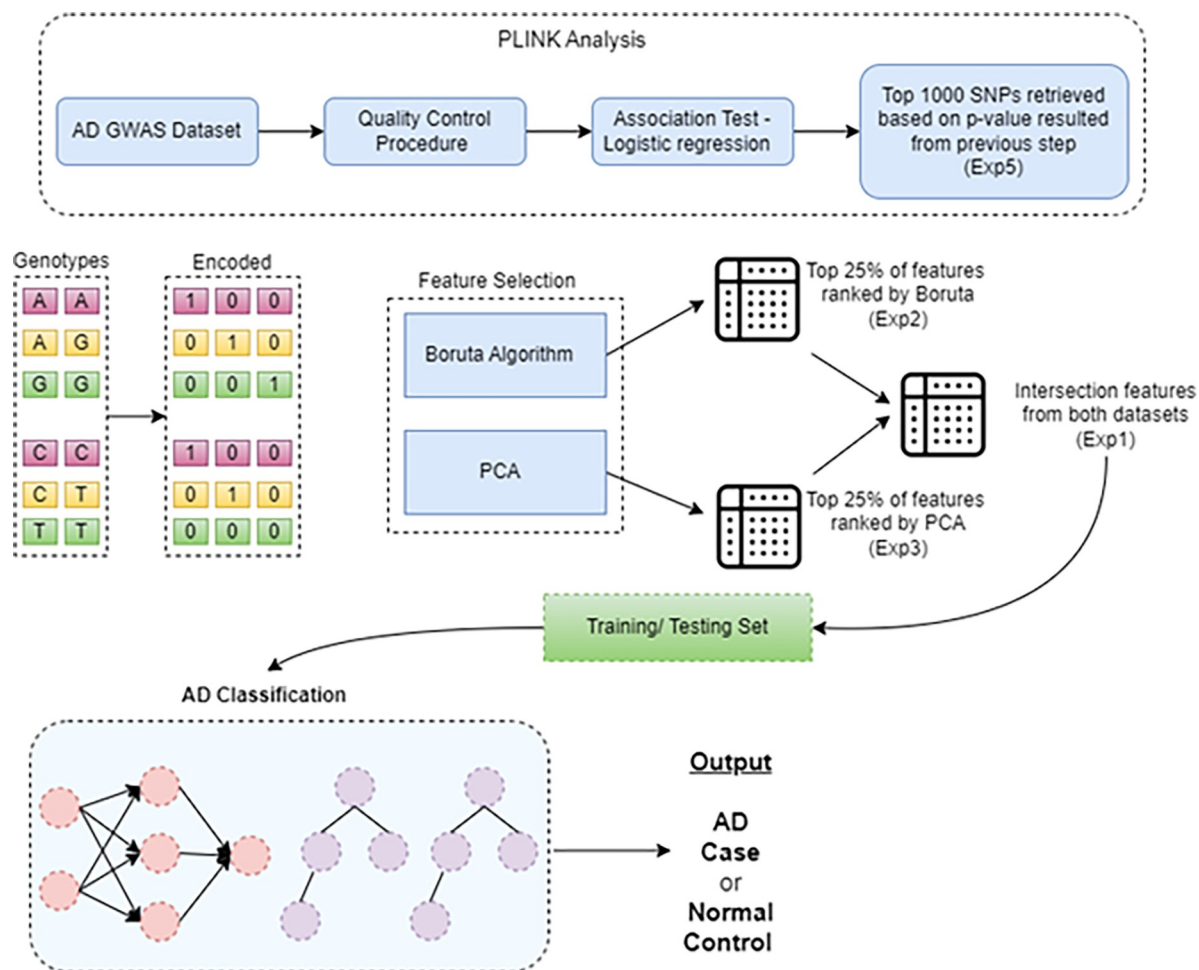 PLINK Analysis
AD GWAS Dataset
Quality Control
Procedure
Association Test -
Logistic regression
Top 1000 SNPs retrieved
based on p-value resulted
from previous step
(Exp5)
Genotypes
Encoded
A A
1 0 0
A G
0 1 0
G G
0 0 1
C C
1 0 0
C T
0 1 0
T T
0 0 0
Feature Selection
Boruta Algorithm
PCA
Top 25% of features
ranked by Boruta
(Exp2)
Top 25% of features
ranked by PCA
(Exp3)
Intersection features
from both datasets
(Exp1)
Training/ Testing Set
AD Classification
Output
AD
Case
or
Normal
Control